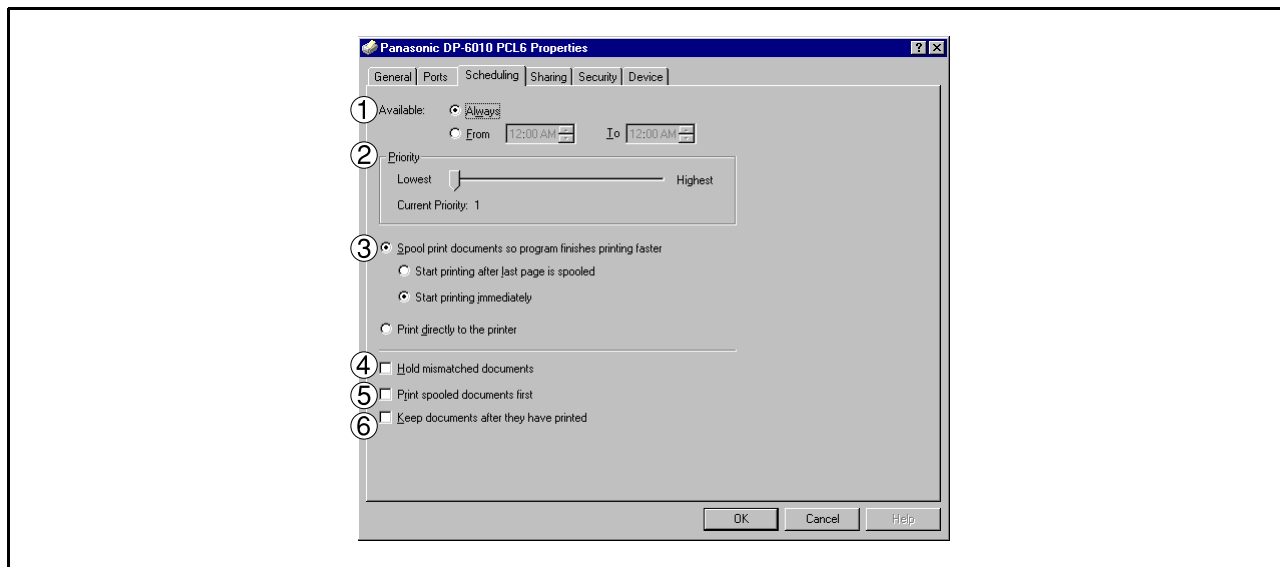 Panasonic DP-6010 PCL6 Properties
General Ports Scheduling Sharing Security Device
① Available: Always
From 12:00 AM To 12:00 AM
② Priority
Lowest Highest
Current Priority: 1
③ Spool print documents so program finishes printing faster
Start printing after last page is spooled
Start printing immediately
Print directly to the printer
④ Hold mismatched documents
⑤ Print spooled documents first
⑥ Keep documents after they have printed
OK Cancel Help